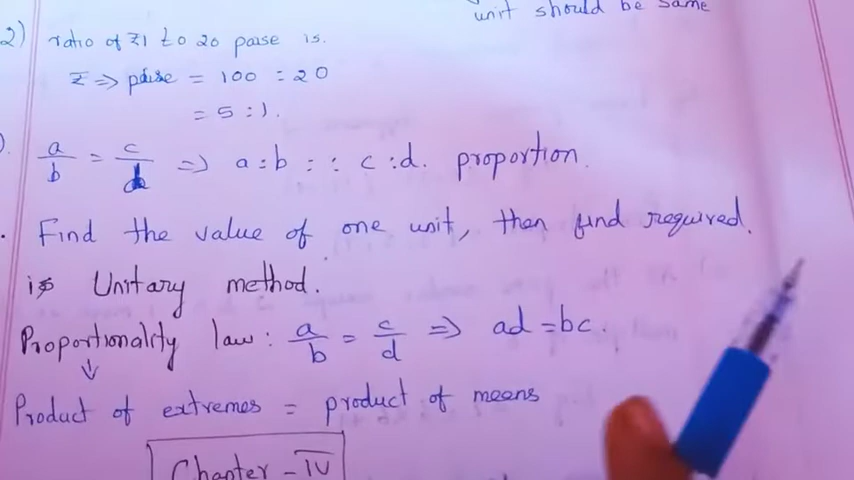 unit should be same
2) ratio of ₹1 to 20 paise is.
₹ => paise = 100 : 20
= 5 : 1.
a/b = c/d => a : b : : c : d. proportion.
Find the value of one unit, then find required.
is Unitary method.
Proportionality law : a/b = c/d => ad = bc.
↓
Product of extremes = product of means
Chapter - IV